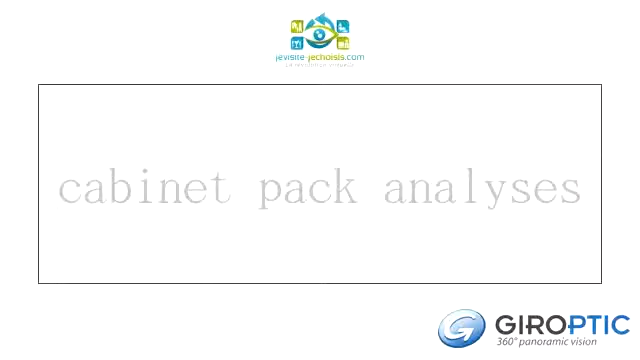 jevisite-jechoisis.com
cabinet pack analyses
GIROPTIC
360° panoramic vision